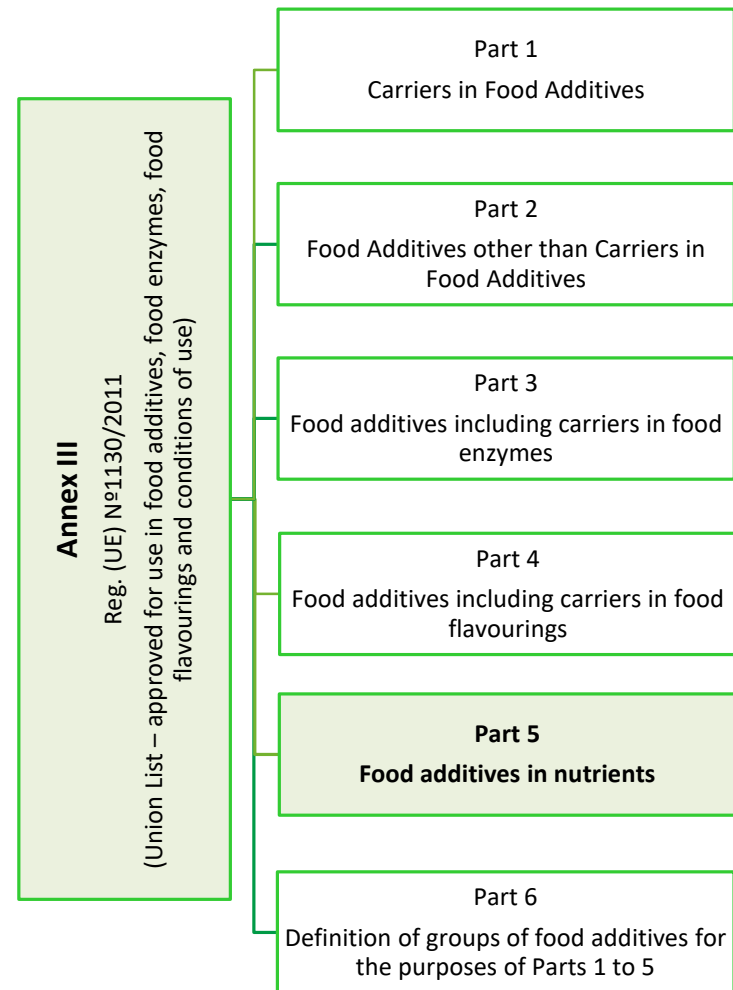 Annex III
Reg. (UE) Nº1130/2011
(Union List – approved for use in food additives, food enzymes, food
flavourings and conditions of use)
Part 1
Carriers in Food Additives
Part 2
Food Additives other than Carriers in
Food Additives
Part 3
Food additives including carriers in food
enzymes
Part 4
Food additives including carriers in food
flavourings
Part 5
Food additives in nutrients
Part 6
Definition of groups of food additives for
the purposes of Parts 1 to 5